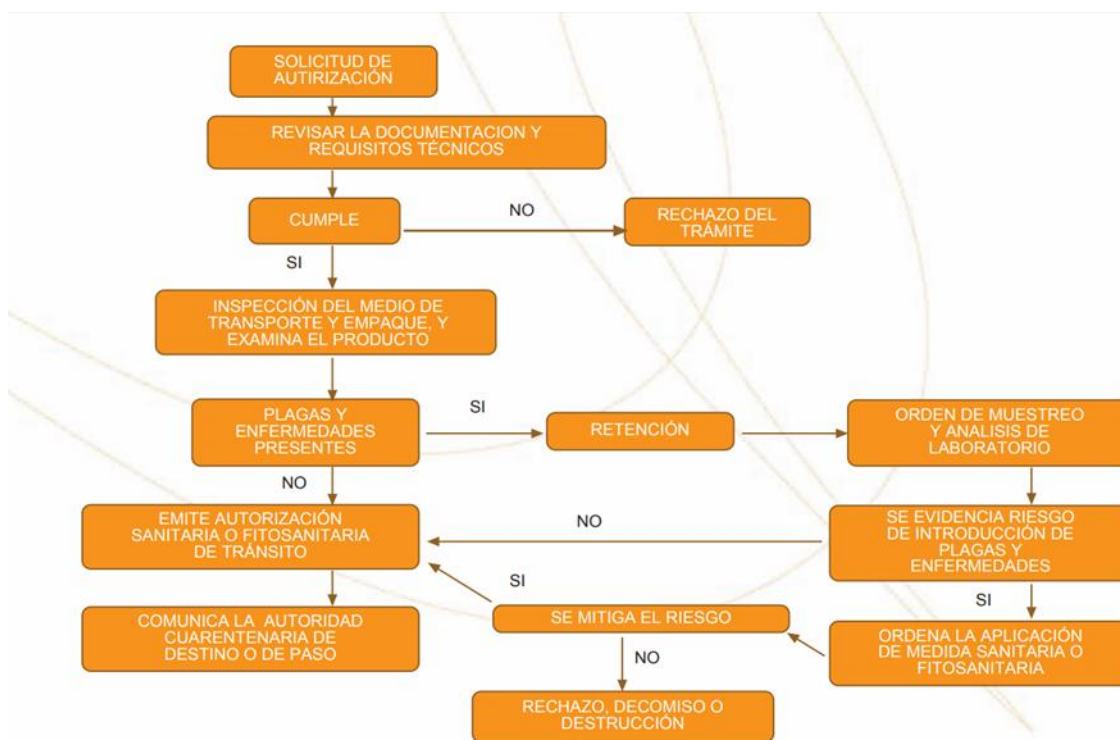 SOLICITUD DE
AUTIRIZACIÓN
REVISAR LA DOCUMENTACION Y
REQUISITOS TÉCNICOS
CUMPLE
NO
RECHAZO DEL
TRÁMITE
SI
INSPECCIÓN DEL MEDIO DE
TRANSPORTE Y EMPAQUE, Y
EXAMINA EL PRODUCTO
PLAGAS Y
ENFERMEDADES
PRESENTES
SI
RETENCIÓN
ORDEN DE MUESTREO
Y ANALISIS DE
LABORATORIO
NO
EMITE AUTORIZACIÓN
SANITARIA O FITOSANITARIA
DE TRÁNSITO
NO
SE EVIDENCIA RIESGO
DE INTRODUCCIÓN DE
PLAGAS Y
ENFERMEDADES
SI
SI
COMUNICA LA  AUTORIDAD
CUARENTENARIA DE
DESTINO O DE PASO
SE MITIGA EL RIESGO
ORDENA LA APLICACIÓN
DE MEDIDA SANITARIA O
FITOSANITARIA
NO
RECHAZO, DECOMISO O
DESTRUCCIÓN